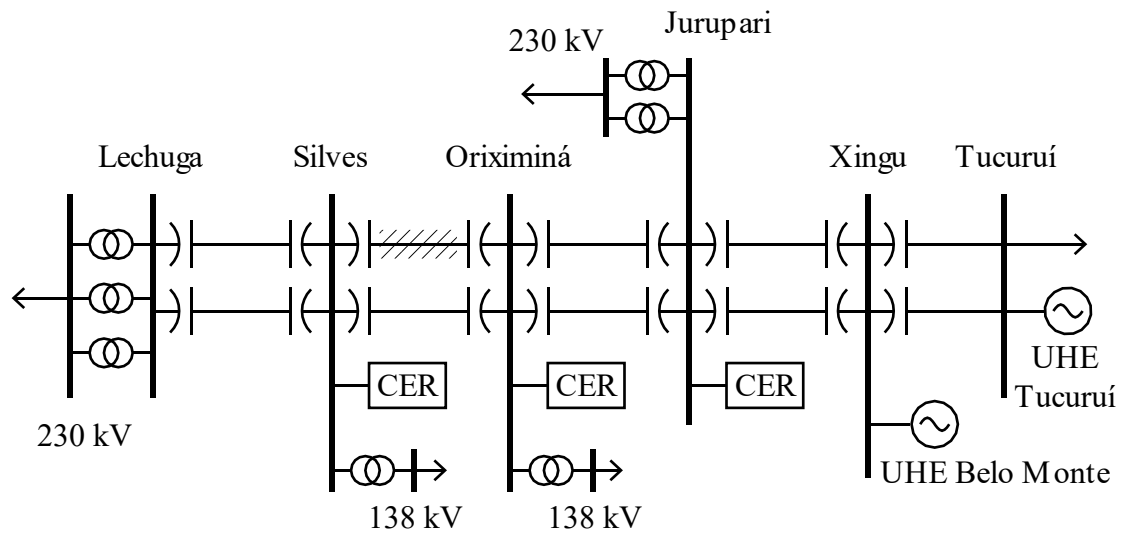 Jurupari
230 kV
Lechuga
Silves
Oriximiná
Xingu
Tucuruí
CER
CER
CER
UHE
Tucuruí
230 kV
UHE Belo Monte
138 kV
138 kV